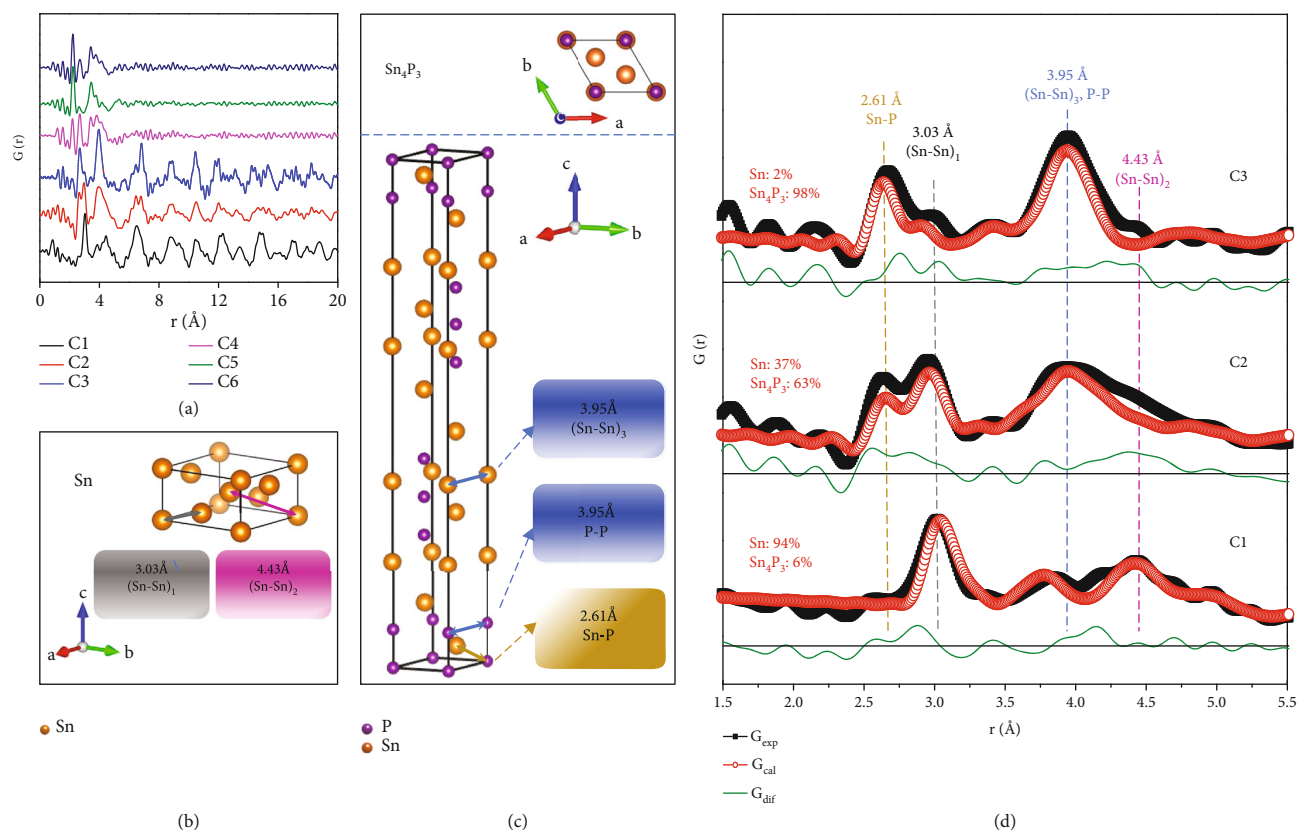 G (r)
0 4 8 12 16 20
r (Å)
C1
C2
C3
C4
C5
C6
(a)
Sn
3.03Å
(Sn-Sn)₁
4.43Å
(Sn-Sn)₂
c
a
b
Sn
(b)
Sn₄P₃
b
a
c
a
b
3.95Å
(Sn-Sn)₃
3.95Å
P-P
2.61Å
Sn-P
P
Sn
(c)
G (r)
2.61 Å
Sn-P
3.03 Å
(Sn-Sn)₁
3.95 Å
(Sn-Sn)₃, P-P
4.43 Å
(Sn-Sn)₂
C3
Sn: 2%
Sn₄P₃: 98%
C2
Sn: 37%
Sn₄P₃: 63%
C1
Sn: 94%
Sn₄P₃: 6%
1.5 2.0 2.5 3.0 3.5 4.0 4.5 5.0 5.5
r (Å)
G_exp
G_cal
G_dif
(d)